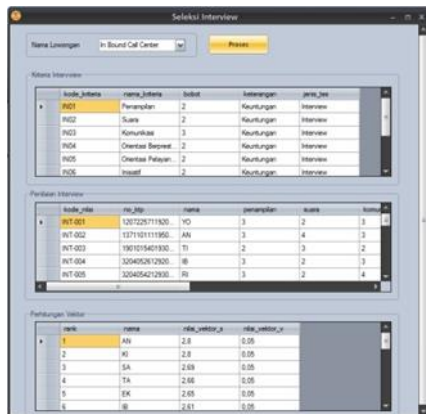 Seleksi Interview
Nama Lowongan In Bound Call Center Proses
Kriteria Interview
kode_kriteria nama_kriteria bobot keterangan jenis_tes
IN01 Penampilan 2 Keuntungan Interview
IN02 Suara 2 Keuntungan Interview
IN03 Komunikasi 3 Keuntungan Interview
IN04 Orientasi Berprest... 2 Keuntungan Interview
IN05 Orientasi Pelayan... 2 Keuntungan Interview
IN06 Inisiatif 2 Keuntungan Interview
Penilaian Interview
kode_nilai no_ktp nama penampilan suara
INT-001 YO 3 2 3
INT-002 AN 3 4 3
INT-003 TI 2 3 2
INT-004 IB 3 2 3
INT-005 RI 3 2 4
Perhitungan Vektor
rank nama nilai_vektor_s nilai_vektor_v
1 AN 2,8 0,05
2 KI 2,8 0,05
3 SA 2,69 0,05
4 TA 2,66 0,05
5 EK 2,65 0,05
6 IB 2,61 0,05